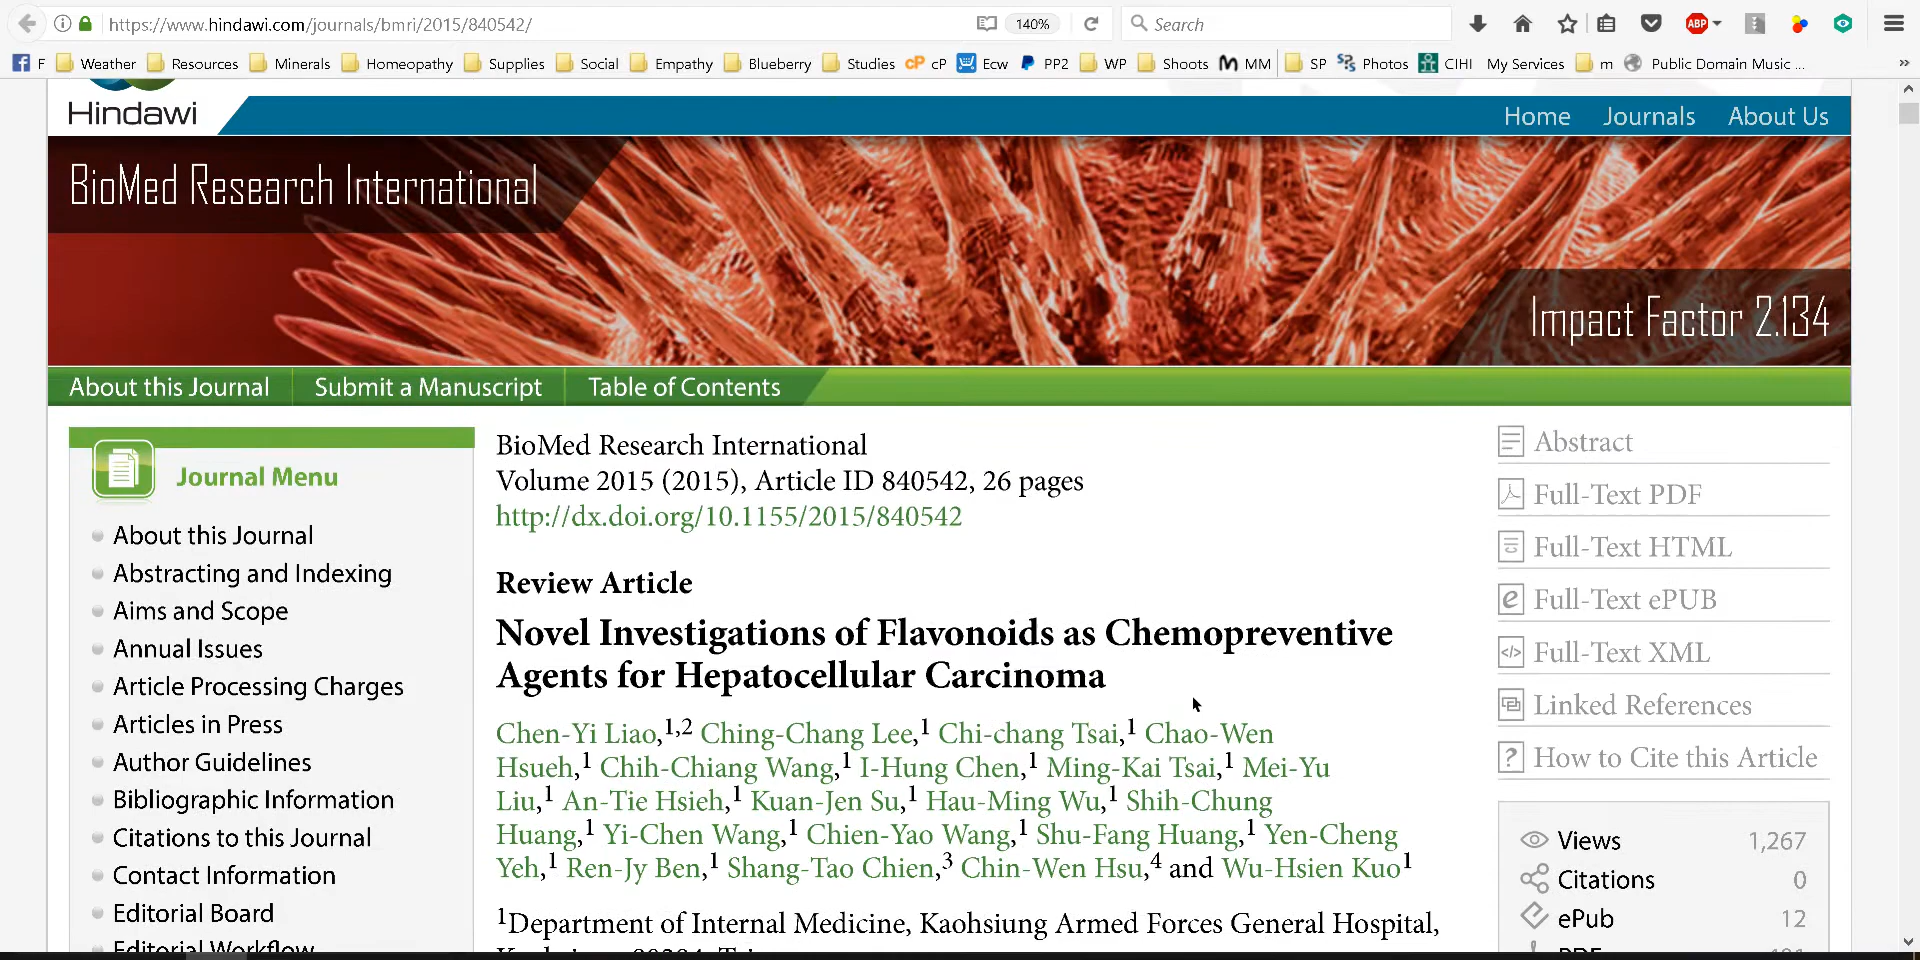 https://www.hindawi.com/journals/bmri/2015/840542/
140%
Search
F Weather Resources Minerals Homeopathy Supplies Social Empathy Blueberry Studies cP cP Ecw PP2 WP Shoots MM SP Photos CIHI My Services m Public Domain Music ...
ABP
Hindawi
Home Journals About Us
BioMed Research International
Impact Factor 2.134
About this Journal Submit a Manuscript Table of Contents
Journal Menu
About this Journal
Abstracting and Indexing
Aims and Scope
Annual Issues
Article Processing Charges
Articles in Press
Author Guidelines
Bibliographic Information
Citations to this Journal
Contact Information
Editorial Board
Editorial Workflow
BioMed Research International
Volume 2015 (2015), Article ID 840542, 26 pages
http://dx.doi.org/10.1155/2015/840542
Review Article
Novel Investigations of Flavonoids as Chemopreventive
Agents for Hepatocellular Carcinoma
Chen-Yi Liao,1,2 Ching-Chang Lee,1 Chi-chang Tsai,1 Chao-Wen
Hsueh,1 Chih-Chiang Wang,1 I-Hung Chen,1 Ming-Kai Tsai,1 Mei-Yu
Liu,1 An-Tie Hsieh,1 Kuan-Jen Su,1 Hau-Ming Wu,1 Shih-Chung
Huang,1 Yi-Chen Wang,1 Chien-Yao Wang,1 Shu-Fang Huang,1 Yen-Cheng
Yeh,1 Ren-Jy Ben,1 Shang-Tao Chien,3 Chin-Wen Hsu,4 and Wu-Hsien Kuo1
1Department of Internal Medicine, Kaohsiung Armed Forces General Hospital,
Abstract
Full-Text PDF
Full-Text HTML
Full-Text ePUB
Full-Text XML
Linked References
How to Cite this Article
Views 1,267
Citations 0
ePub 12